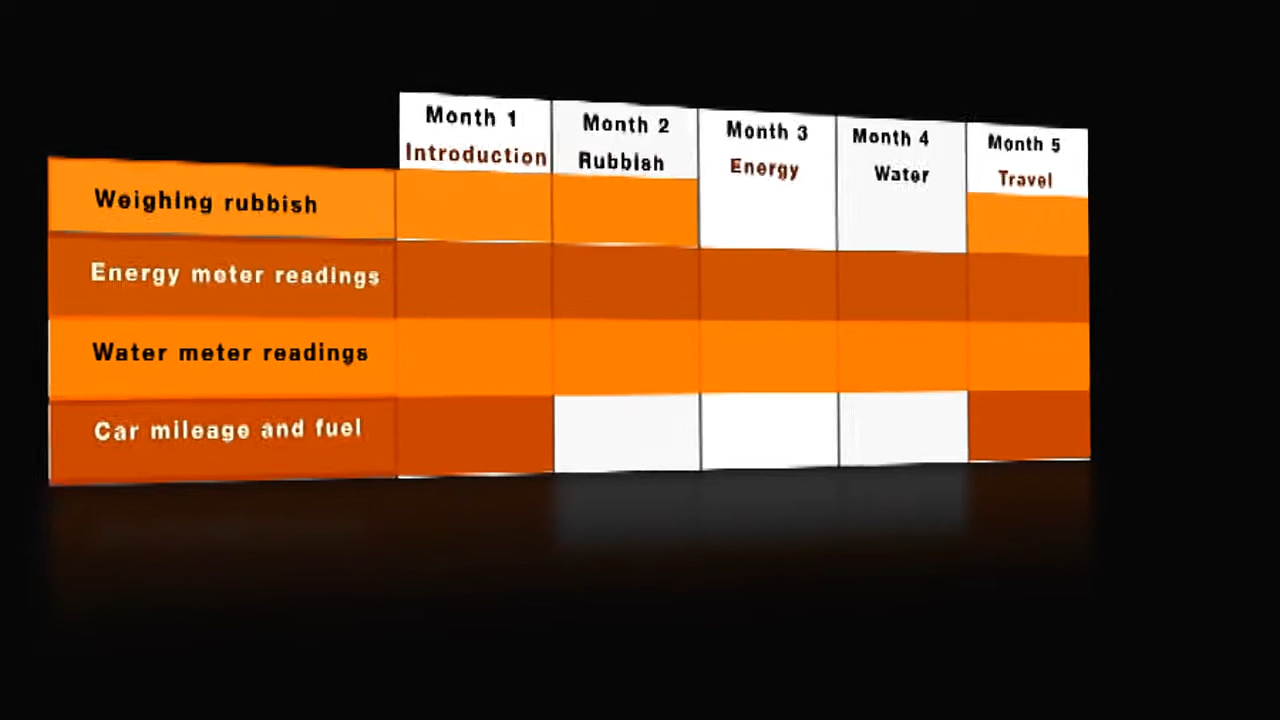 Month 1
Introduction
Month 2
Rubbish
Month 3
Energy
Month 4
Water
Month 5
Travel
Weighing rubbish
Energy meter readings
Water meter readings
Car mileage and fuel